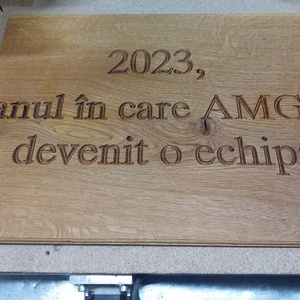 2023,
anul în care AMG
devenit o echip